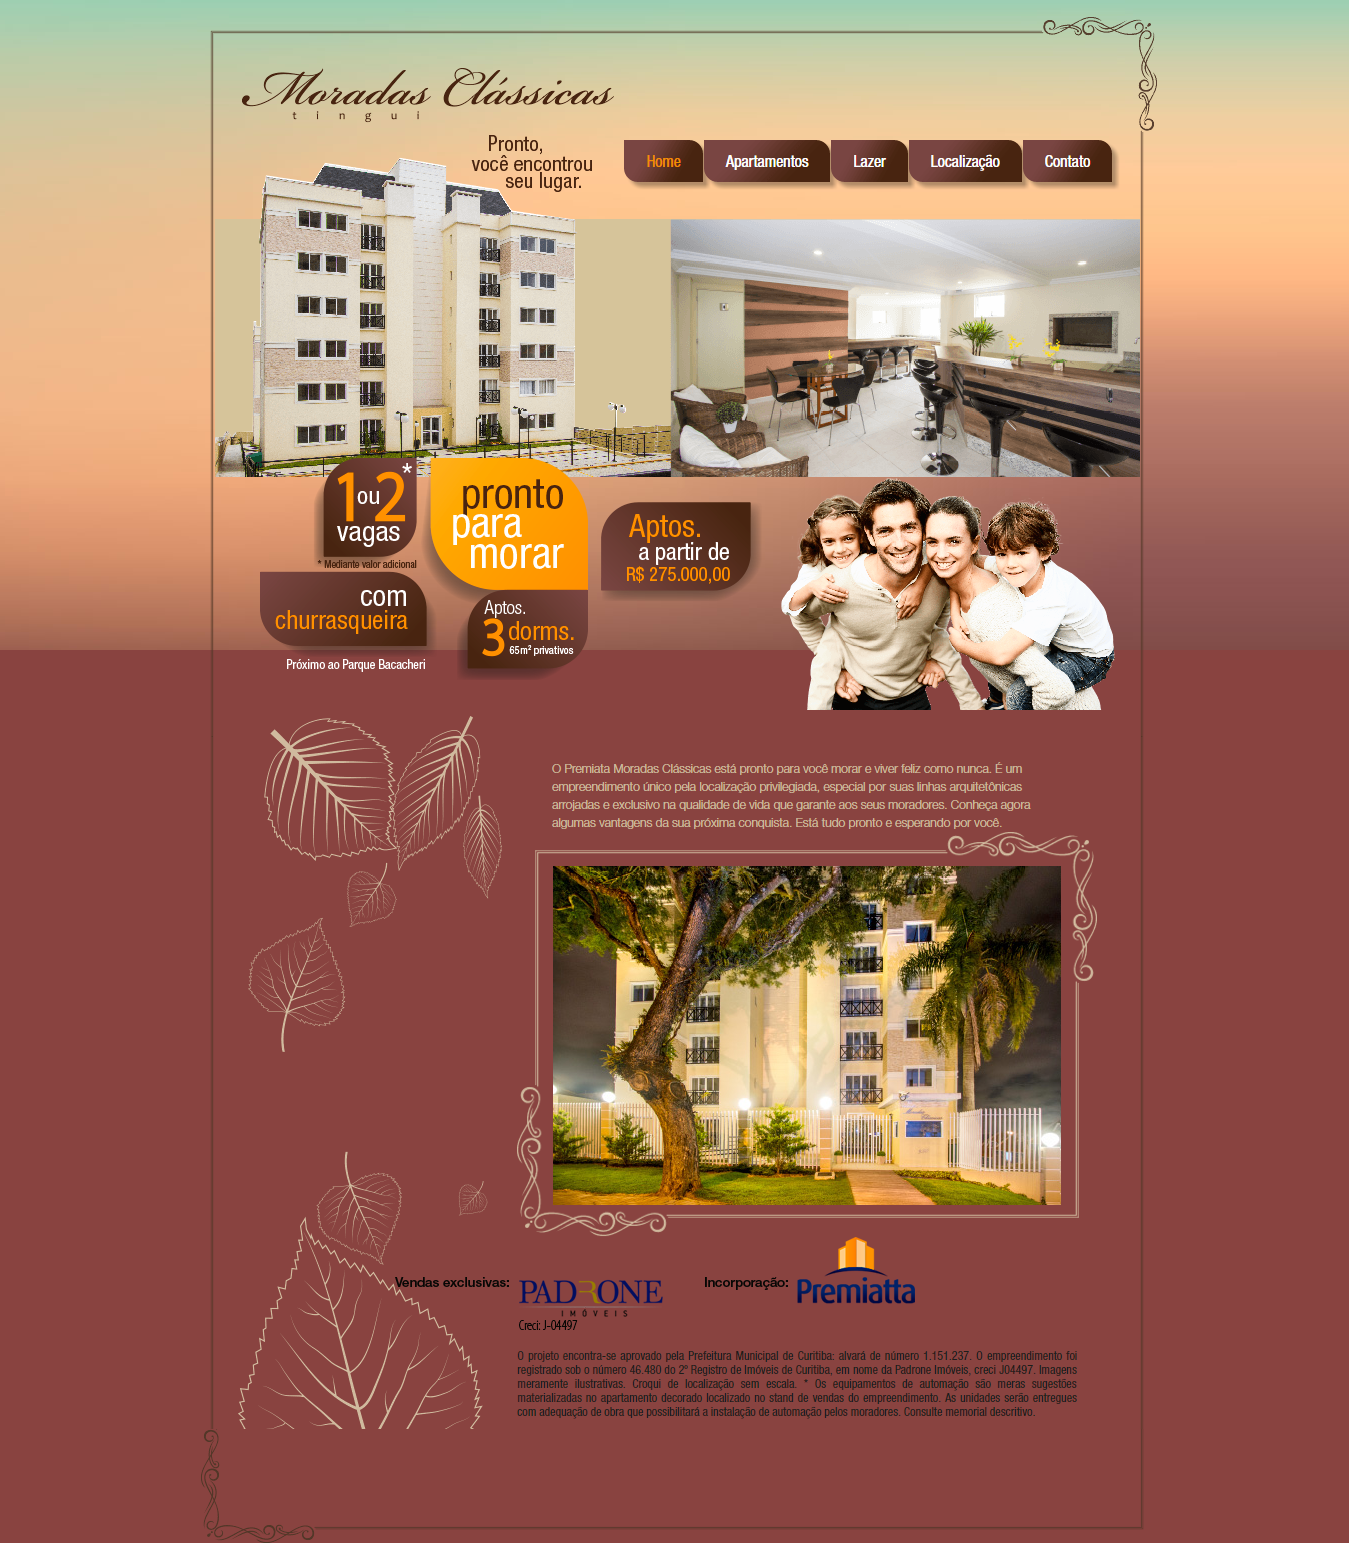 Moradas Clássicas
tingui
Pronto,
você encontrou
seu lugar.
Home Apartamentos Lazer Localização Contato
1 ou 2 *
vagas
* Mediante valor adicional
com
churrasqueira
Próximo ao Parque Bacacheri
pronto
para
morar
Aptos.
3 dorms.
65m² privativos
Aptos.
a partir de
R$ 275.000,00
O Premiata Moradas Clássicas está pronto para você morar e viver feliz como nunca. É um
empreendimento único pela localização privilegiada, especial por suas linhas arquitetônicas
arrojadas e exclusivo na qualidade de vida que garante aos seus moradores. Conheça agora
algumas vantagens da sua próxima conquista. Está tudo pronto e esperando por você.
Moradas
Clássicas
Vendas exclusivas:
PADRONE
IMÓVEIS
Creci: J-04497
Incorporação:
Premiatta
O projeto encontra-se aprovado pela Prefeitura Municipal de Curitiba: alvará de número 1.151.237. O empreendimento foi
registrado sob o número 46.480 do 2º Registro de Imóveis de Curitiba, em nome da Padrone Imóveis, creci J04497. Imagens
meramente ilustrativas. Croqui de localização sem escala. * Os equipamentos de automação são meras sugestões
materializadas no apartamento decorado localizado no stand de vendas do empreendimento. As unidades serão entregues
com adequação de obra que possibilitará a instalação de automação pelos moradores. Consulte memorial descritivo.